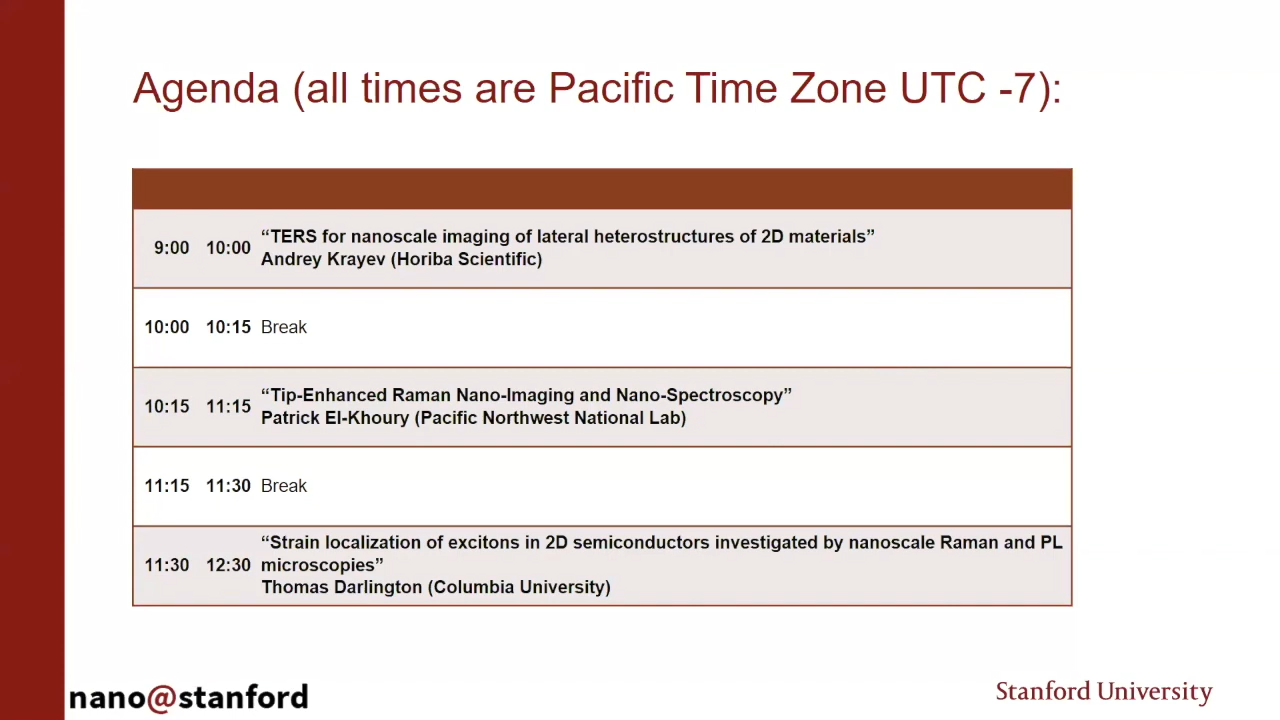 Agenda (all times are Pacific Time Zone UTC -7):
9:00 10:00 “TERS for nanoscale imaging of lateral heterostructures of 2D materials”
Andrey Krayev (Horiba Scientific)
10:00 10:15 Break
10:15 11:15 “Tip-Enhanced Raman Nano-Imaging and Nano-Spectroscopy”
Patrick El-Khoury (Pacific Northwest National Lab)
11:15 11:30 Break
11:30 12:30 “Strain localization of excitons in 2D semiconductors investigated by nanoscale Raman and PL
microscopies”
Thomas Darlington (Columbia University)
nano@stanford
Stanford University